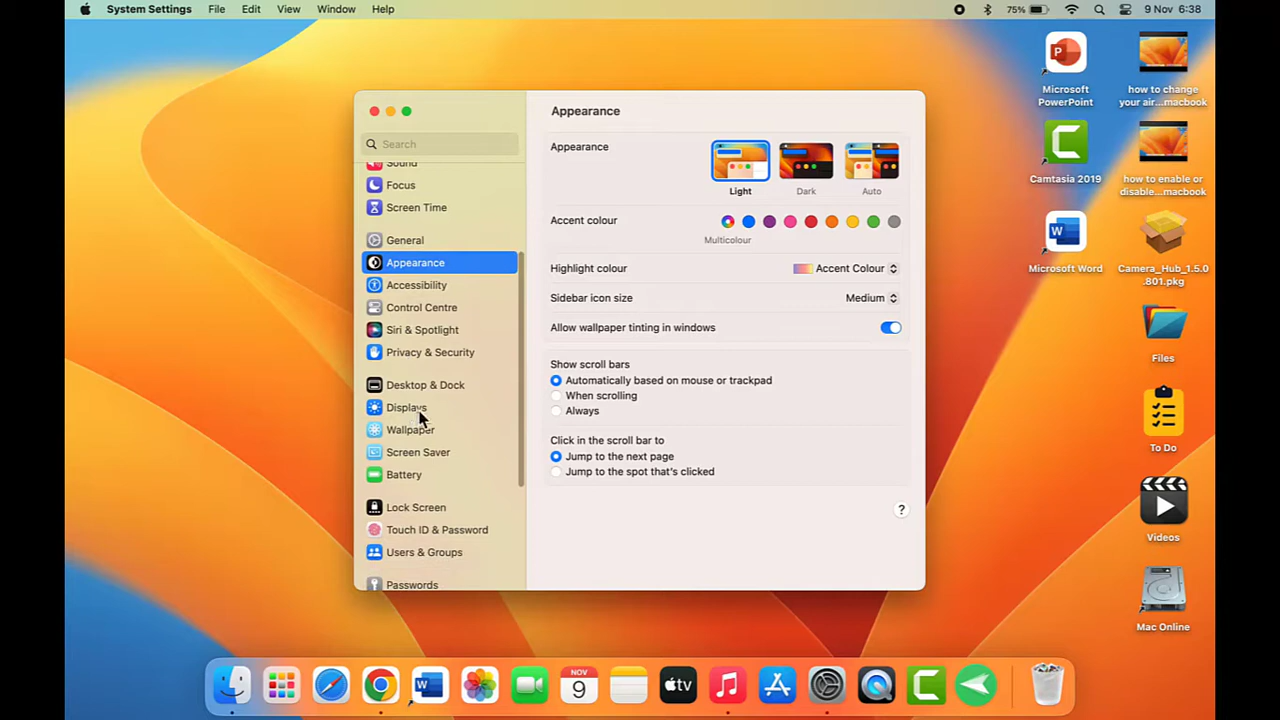 System Settings File Edit View Window Help 75% 9 Nov 6:38
Microsoft PowerPoint
how to change your air...macbook
Camtasia 2019
how to enable or disable...macbook
Microsoft Word
Camera_Hub_1.5.0.801.pkg
Files
To Do
Videos
Mac Online
Search
Sound
Focus
Screen Time
General
Appearance
Accessibility
Control Centre
Siri & Spotlight
Privacy & Security
Desktop & Dock
Displays
Wallpaper
Screen Saver
Battery
Lock Screen
Touch ID & Password
Users & Groups
Passwords
Appearance
Appearance
Light Dark Auto
Accent colour
Multicolour
Highlight colour Accent Colour
Sidebar icon size Medium
Allow wallpaper tinting in windows
Show scroll bars
Automatically based on mouse or trackpad
When scrolling
Always
Click in the scroll bar to
Jump to the next page
Jump to the spot that's clicked
?
NOV
9
tv